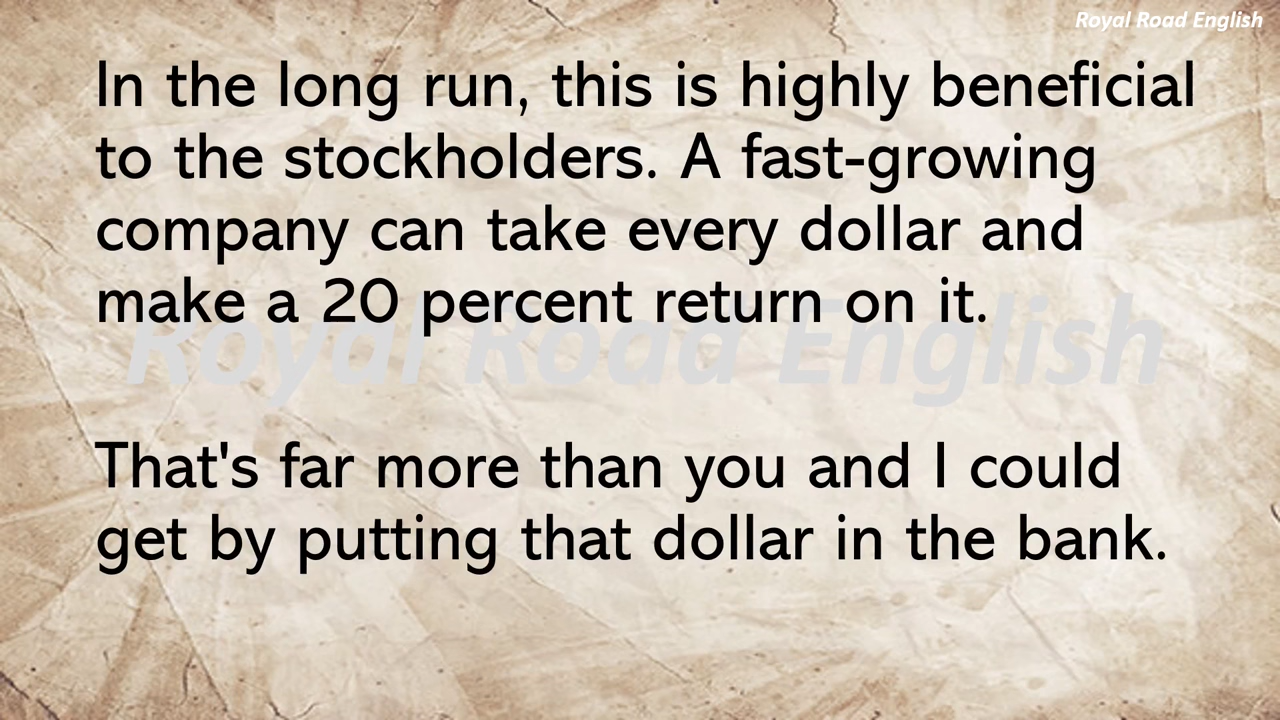 Royal Road English
In the long run, this is highly beneficial
to the stockholders. A fast-growing
company can take every dollar and
make a 20 percent return on it.
Royal Road English
That's far more than you and I could
get by putting that dollar in the bank.